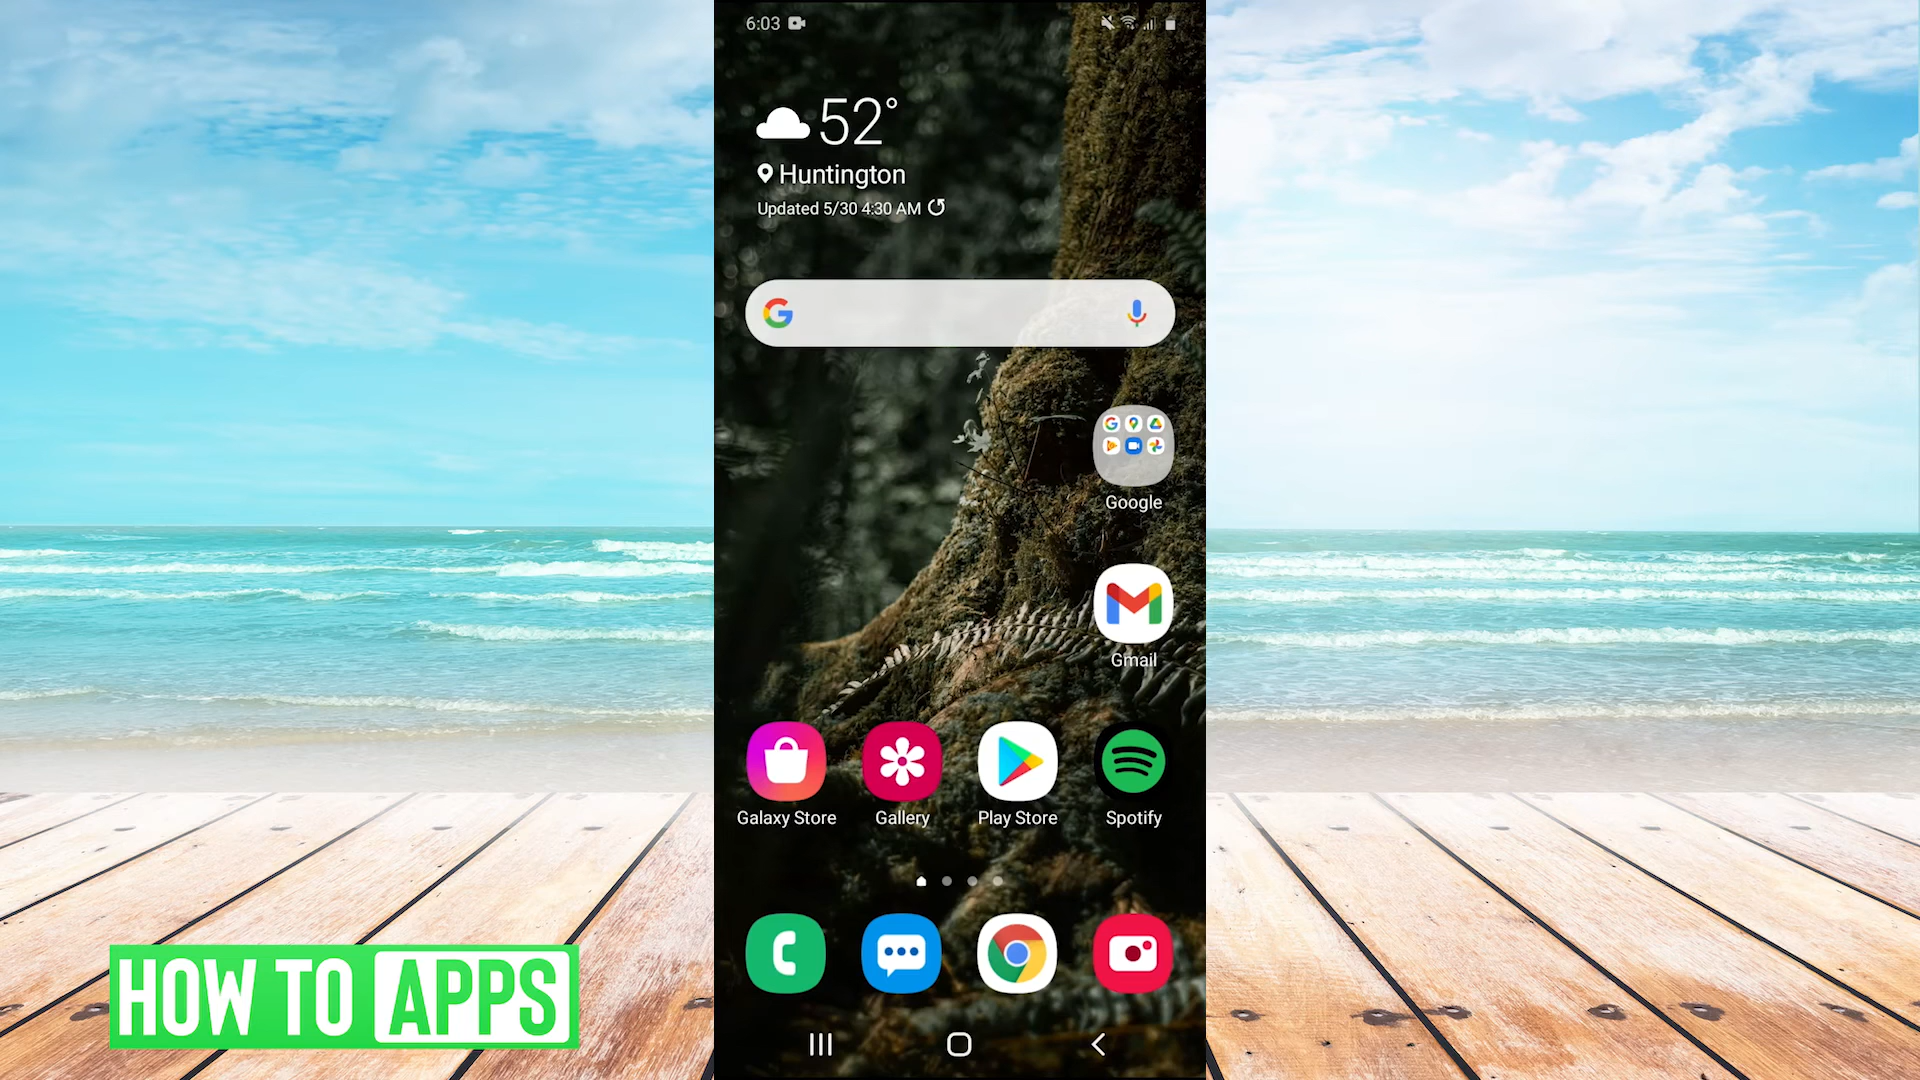 6:03
52°
Huntington
Updated 5/30 4:30 AM
Google
Gmail
Galaxy Store
Gallery
Play Store
Spotify
HOW TO APPS